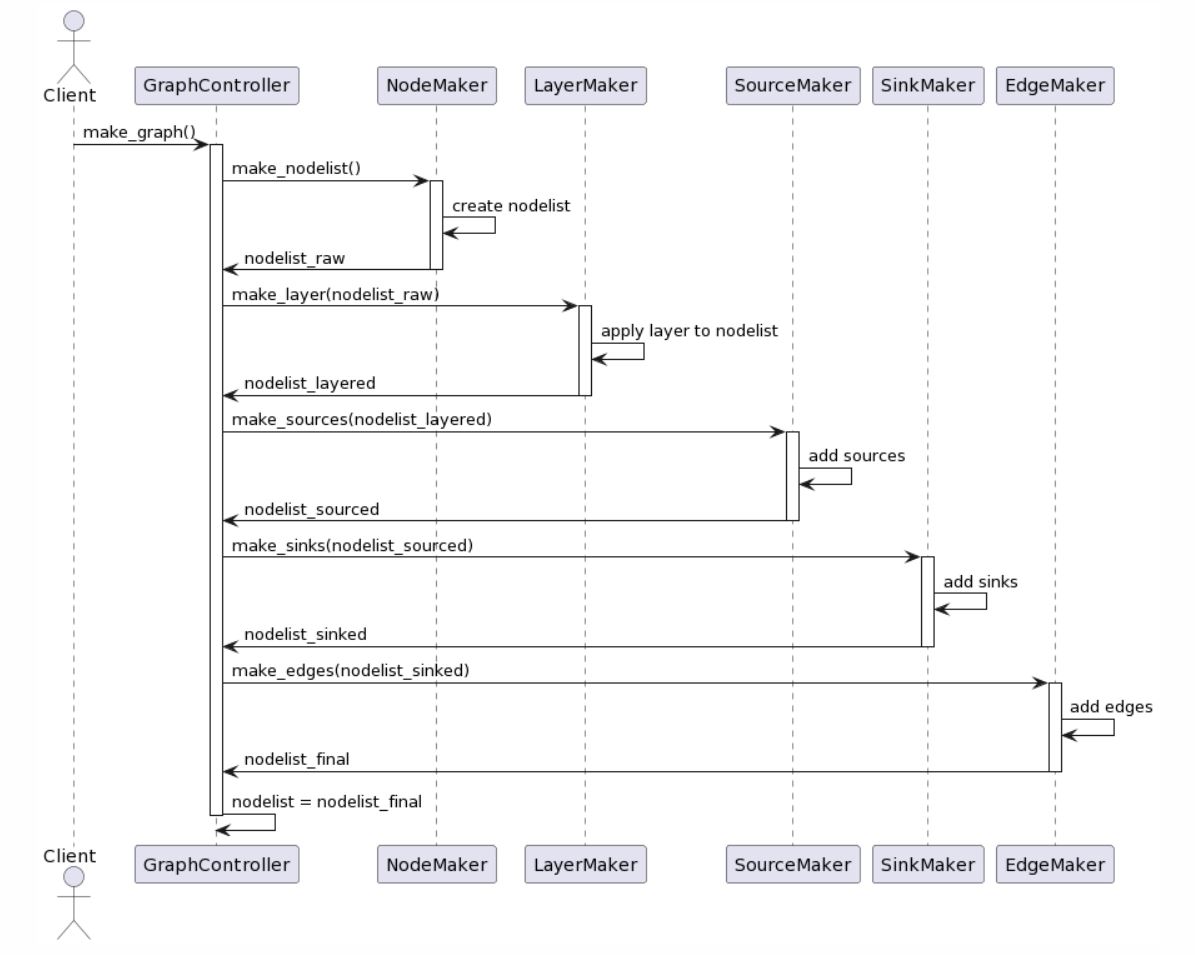 Client
GraphController
NodeMaker
LayerMaker
SourceMaker
SinkMaker
EdgeMaker
make_graph()
make_nodelist()
create nodelist
nodelist_raw
make_layer(nodelist_raw)
apply layer to nodelist
nodelist_layered
make_sources(nodelist_layered)
add sources
nodelist_sourced
make_sinks(nodelist_sourced)
add sinks
nodelist_sinked
make_edges(nodelist_sinked)
add edges
nodelist_final
nodelist = nodelist_final
Client
GraphController
NodeMaker
LayerMaker
SourceMaker
SinkMaker
EdgeMaker